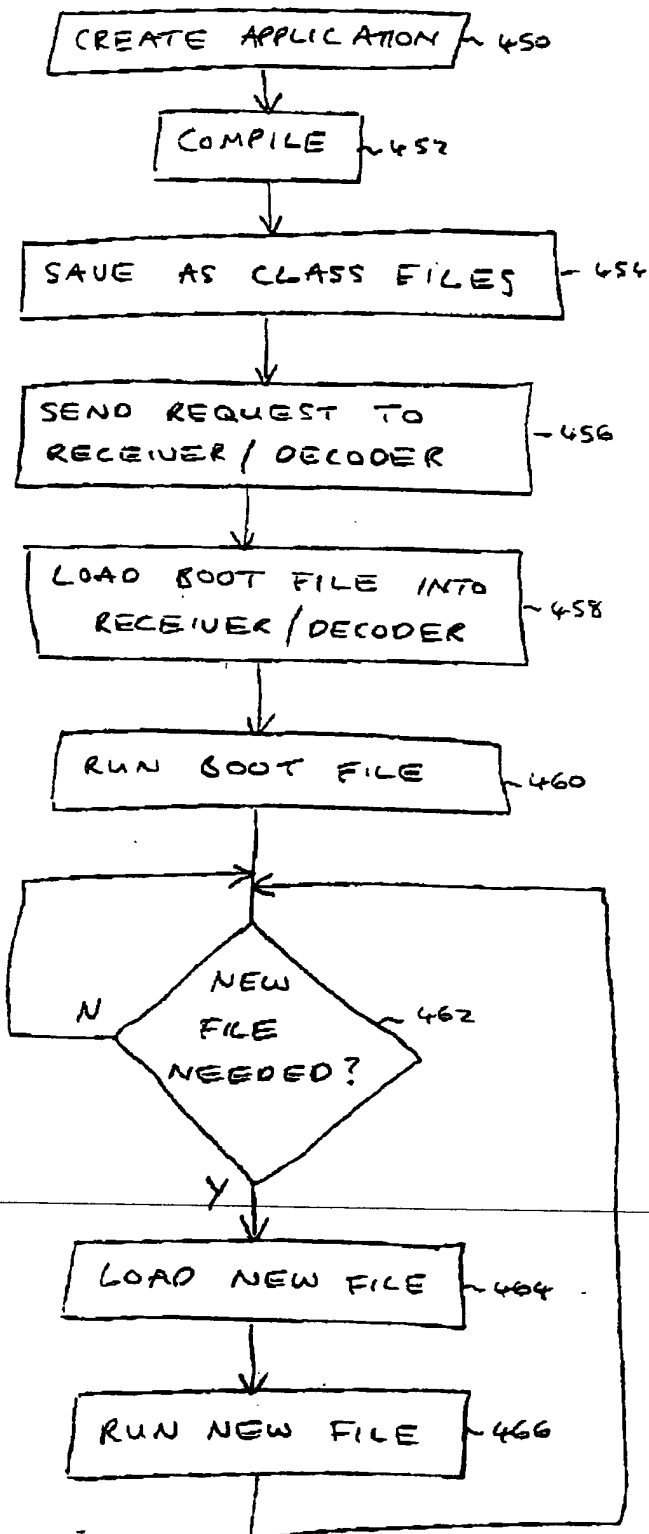 CREATE APPLICATION 450
COMPILE 452
SAVE AS CLASS FILES 454
SEND REQUEST TO
RECEIVER / DECODER 456
LOAD BOOT FILE INTO
RECEIVER / DECODER 458
RUN BOOT FILE 460
NEW
FILE
NEEDED?
462
N
Y
LOAD NEW FILE 464
RUN NEW FILE 466